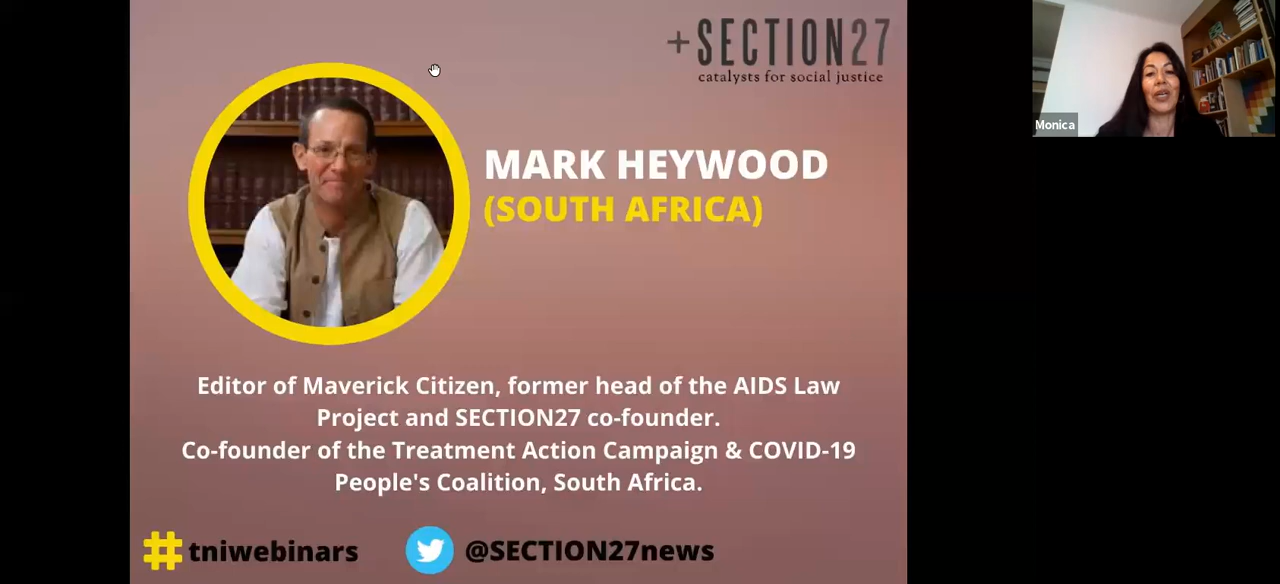 +SECTION27
catalysts for social justice
Monica
MARK HEYWOOD
(SOUTH AFRICA)
Editor of Maverick Citizen, former head of the AIDS Law
Project and SECTION27 co-founder.
Co-founder of the Treatment Action Campaign & COVID-19
People's Coalition, South Africa.
#tniwebinars
@SECTION27news